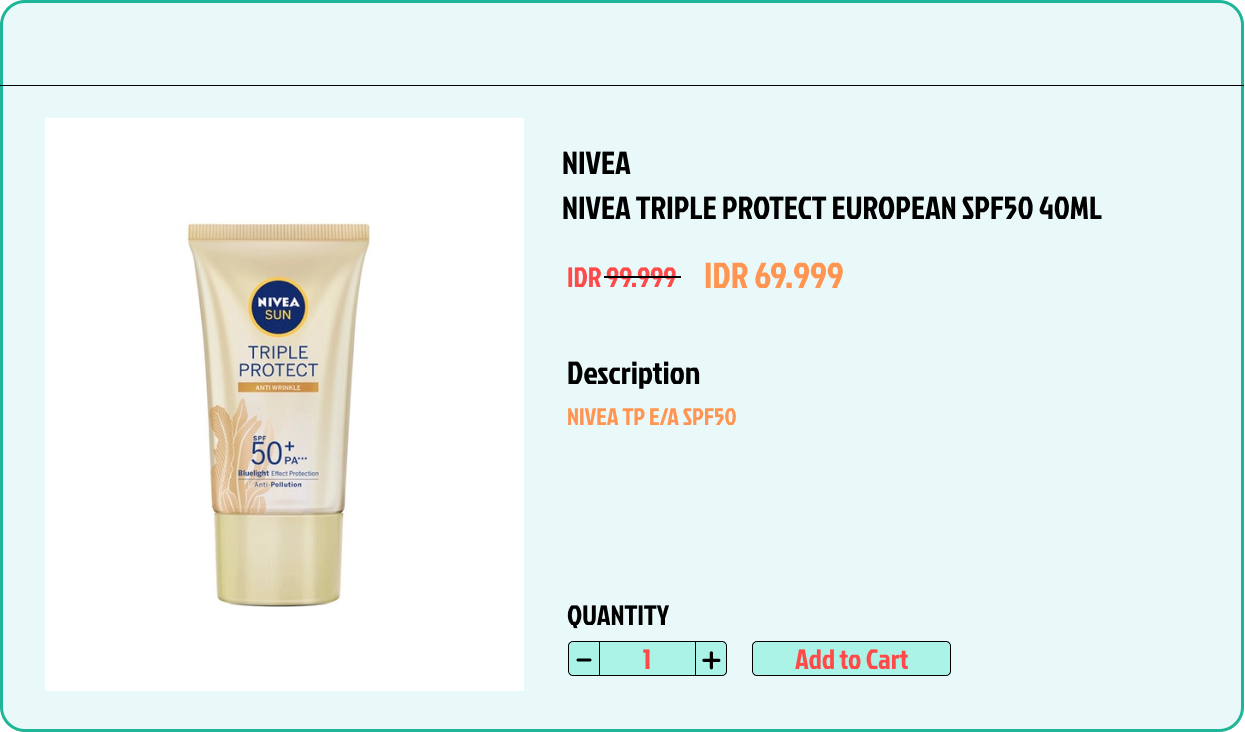 NIVEA
NIVEA TRIPLE PROTECT EUROPEAN SPF50 40ML
IDR 99.999 IDR 69.999
Description
NIVEA TP E/A SPF50
QUANTITY
− 1 + Add to Cart
NIVEA
SUN
TRIPLE
PROTECT
ANTI WRINKLE
SPF
50+
PA+++
Bluelight Effect Protection
Anti-Pollution